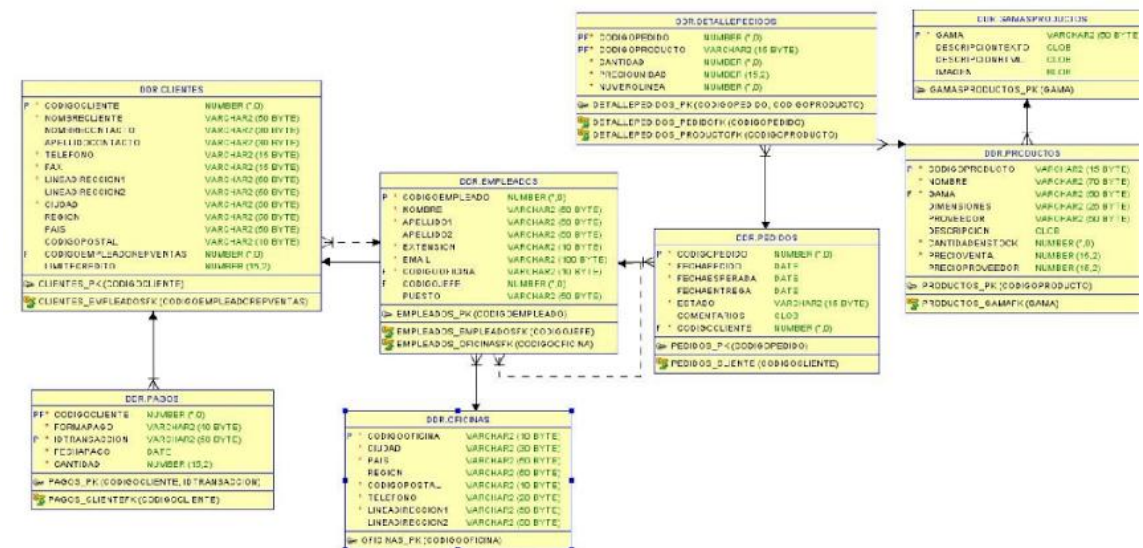 DDR.CLIENTES
P * CODIGOCLIENTE NUMBER (*,0)
* NOMBRECLIENTE VARCHAR2 (50 BYTE)
NOMBRECONTACTO VARCHAR2 (30 BYTE)
APELLIDOCONTACTO VARCHAR2 (30 BYTE)
* TELEFONO VARCHAR2 (15 BYTE)
* FAX VARCHAR2 (15 BYTE)
* LINEADIRECCION1 VARCHAR2 (50 BYTE)
LINEADIRECCION2 VARCHAR2 (50 BYTE)
* CIUDAD VARCHAR2 (50 BYTE)
REGION VARCHAR2 (50 BYTE)
PAIS VARCHAR2 (50 BYTE)
CODIGOPOSTAL VARCHAR2 (10 BYTE)
F CODIGOEMPLEADOREPVENTAS NUMBER (*,0)
LIMITECREDITO NUMBER (15,2)
CLIENTES_PK (CODIGOCLIENTE)
CLIENTES_EMPLEADOSFK (CODIGOEMPLEADOREPVENTAS)
DDR.PAGOS
PF* CODIGOCLIENTE NUMBER (*,0)
* FORMAPAGO VARCHAR2 (40 BYTE)
P * IDTRANSACCION VARCHAR2 (50 BYTE)
* FECHAPAGO DATE
* CANTIDAD NUMBER (15,2)
PAGOS_PK (CODIGOCLIENTE, IDTRANSACCION)
PAGOS_CLIENTEFK (CODIGOCLIENTE)
DDR.EMPLEADOS
P * CODIGOEMPLEADO NUMBER (*,0)
* NOMBRE VARCHAR2 (50 BYTE)
* APELLIDO1 VARCHAR2 (50 BYTE)
APELLIDO2 VARCHAR2 (50 BYTE)
* EXTENSION VARCHAR2 (10 BYTE)
* EMAIL VARCHAR2 (100 BYTE)
F * CODIGOOFICINA VARCHAR2 (10 BYTE)
F CODIGOJEFE NUMBER (*,0)
PUESTO VARCHAR2 (50 BYTE)
EMPLEADOS_PK (CODIGOEMPLEADO)
EMPLEADOS_EMPLEADOSFK (CODIGOJEFE)
EMPLEADOS_OFICINASFK (CODIGOOFICINA)
DDR.OFICINAS
P * CODIGOOFICINA VARCHAR2 (10 BYTE)
* CIUDAD VARCHAR2 (30 BYTE)
* PAIS VARCHAR2 (50 BYTE)
REGION VARCHAR2 (50 BYTE)
* CODIGOPOSTAL VARCHAR2 (10 BYTE)
* TELEFONO VARCHAR2 (20 BYTE)
* LINEADIRECCION1 VARCHAR2 (50 BYTE)
LINEADIRECCION2 VARCHAR2 (50 BYTE)
OFICINAS_PK (CODIGOOFICINA)
DDR.DETALLEPEDIDOS
PF* CODIGOPEDIDO NUMBER (*,0)
PF* CODIGOPRODUCTO VARCHAR2 (15 BYTE)
* CANTIDAD NUMBER (*,0)
* PRECIOUNIDAD NUMBER (15,2)
* NUMEROLINEA NUMBER (*,0)
DETALLEPEDIDOS_PK (CODIGOPEDIDO, CODIGOPRODUCTO)
DETALLEPEDIDOS_PEDIDOFK (CODIGOPEDIDO)
DETALLEPEDIDOS_PRODUCTOFK (CODIGOPRODUCTO)
DDR.PEDIDOS
P * CODIGOPEDIDO NUMBER (*,0)
* FECHAPEDIDO DATE
* FECHAESPERADA DATE
FECHAENTREGA DATE
* ESTADO VARCHAR2 (15 BYTE)
COMENTARIOS CLOB
F * CODIGOCLIENTE NUMBER (*,0)
PEDIDOS_PK (CODIGOPEDIDO)
PEDIDOS_CLIENTE (CODIGOCLIENTE)
DDR.GAMASPRODUCTOS
P * GAMA VARCHAR2 (50 BYTE)
DESCRIPCIONTEXTO CLOB
DESCRIPCIONHTML CLOB
IMAGEN BLOB
GAMASPRODUCTOS_PK (GAMA)
DDR.PRODUCTOS
P * CODIGOPRODUCTO VARCHAR2 (15 BYTE)
* NOMBRE VARCHAR2 (70 BYTE)
F * GAMA VARCHAR2 (50 BYTE)
DIMENSIONES VARCHAR2 (25 BYTE)
PROVEEDOR VARCHAR2 (50 BYTE)
DESCRIPCION CLOB
* CANTIDADENSTOCK NUMBER (*,0)
* PRECIOVENTA NUMBER (15,2)
PRECIOPROVEEDOR NUMBER (15,2)
PRODUCTOS_PK (CODIGOPRODUCTO)
PRODUCTOS_GAMAFK (GAMA)